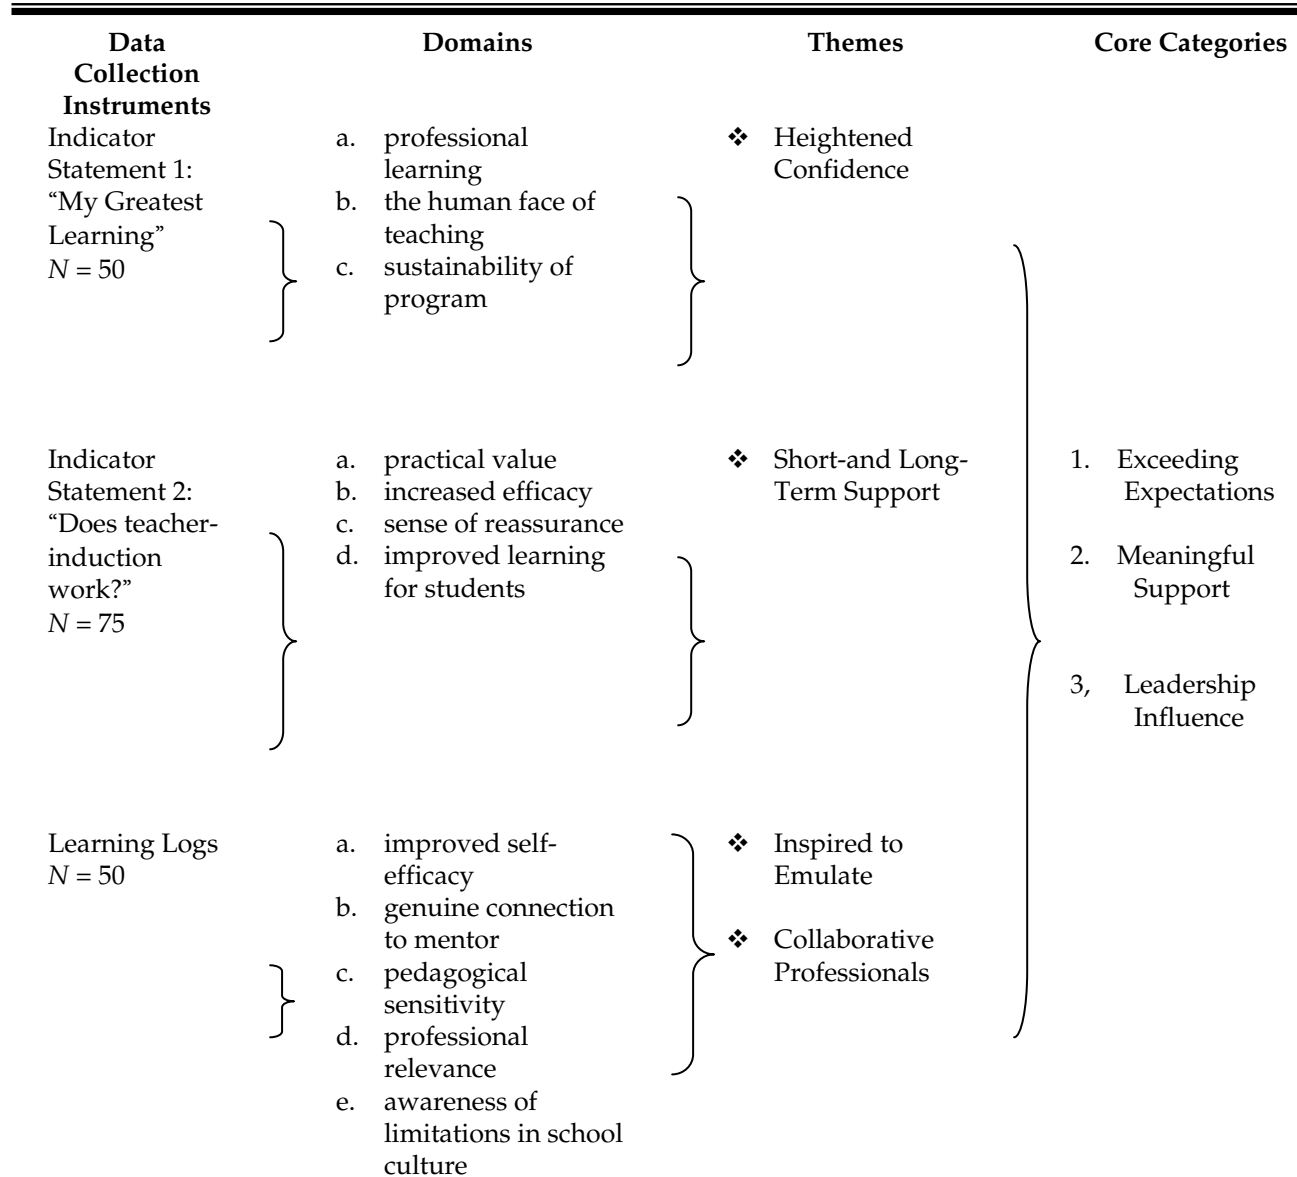 Data
Collection
Instruments
Domains
Themes
Core Categories
Indicator
Statement 1:
“My Greatest
Learning”
N = 50
a. professional
learning
b. the human face of
teaching
c. sustainability of
program
❖ Heightened
Confidence
Indicator
Statement 2:
“Does teacher-
induction
work?”
N = 75
a. practical value
b. increased efficacy
c. sense of reassurance
d. improved learning
for students
❖ Short-and Long-
Term Support
1. Exceeding
Expectations
2. Meaningful
Support
3, Leadership
Influence
Learning Logs
N = 50
a. improved self-
efficacy
b. genuine connection
to mentor
c. pedagogical
sensitivity
d. professional
relevance
e. awareness of
limitations in school
culture
❖ Inspired to
Emulate
❖ Collaborative
Professionals